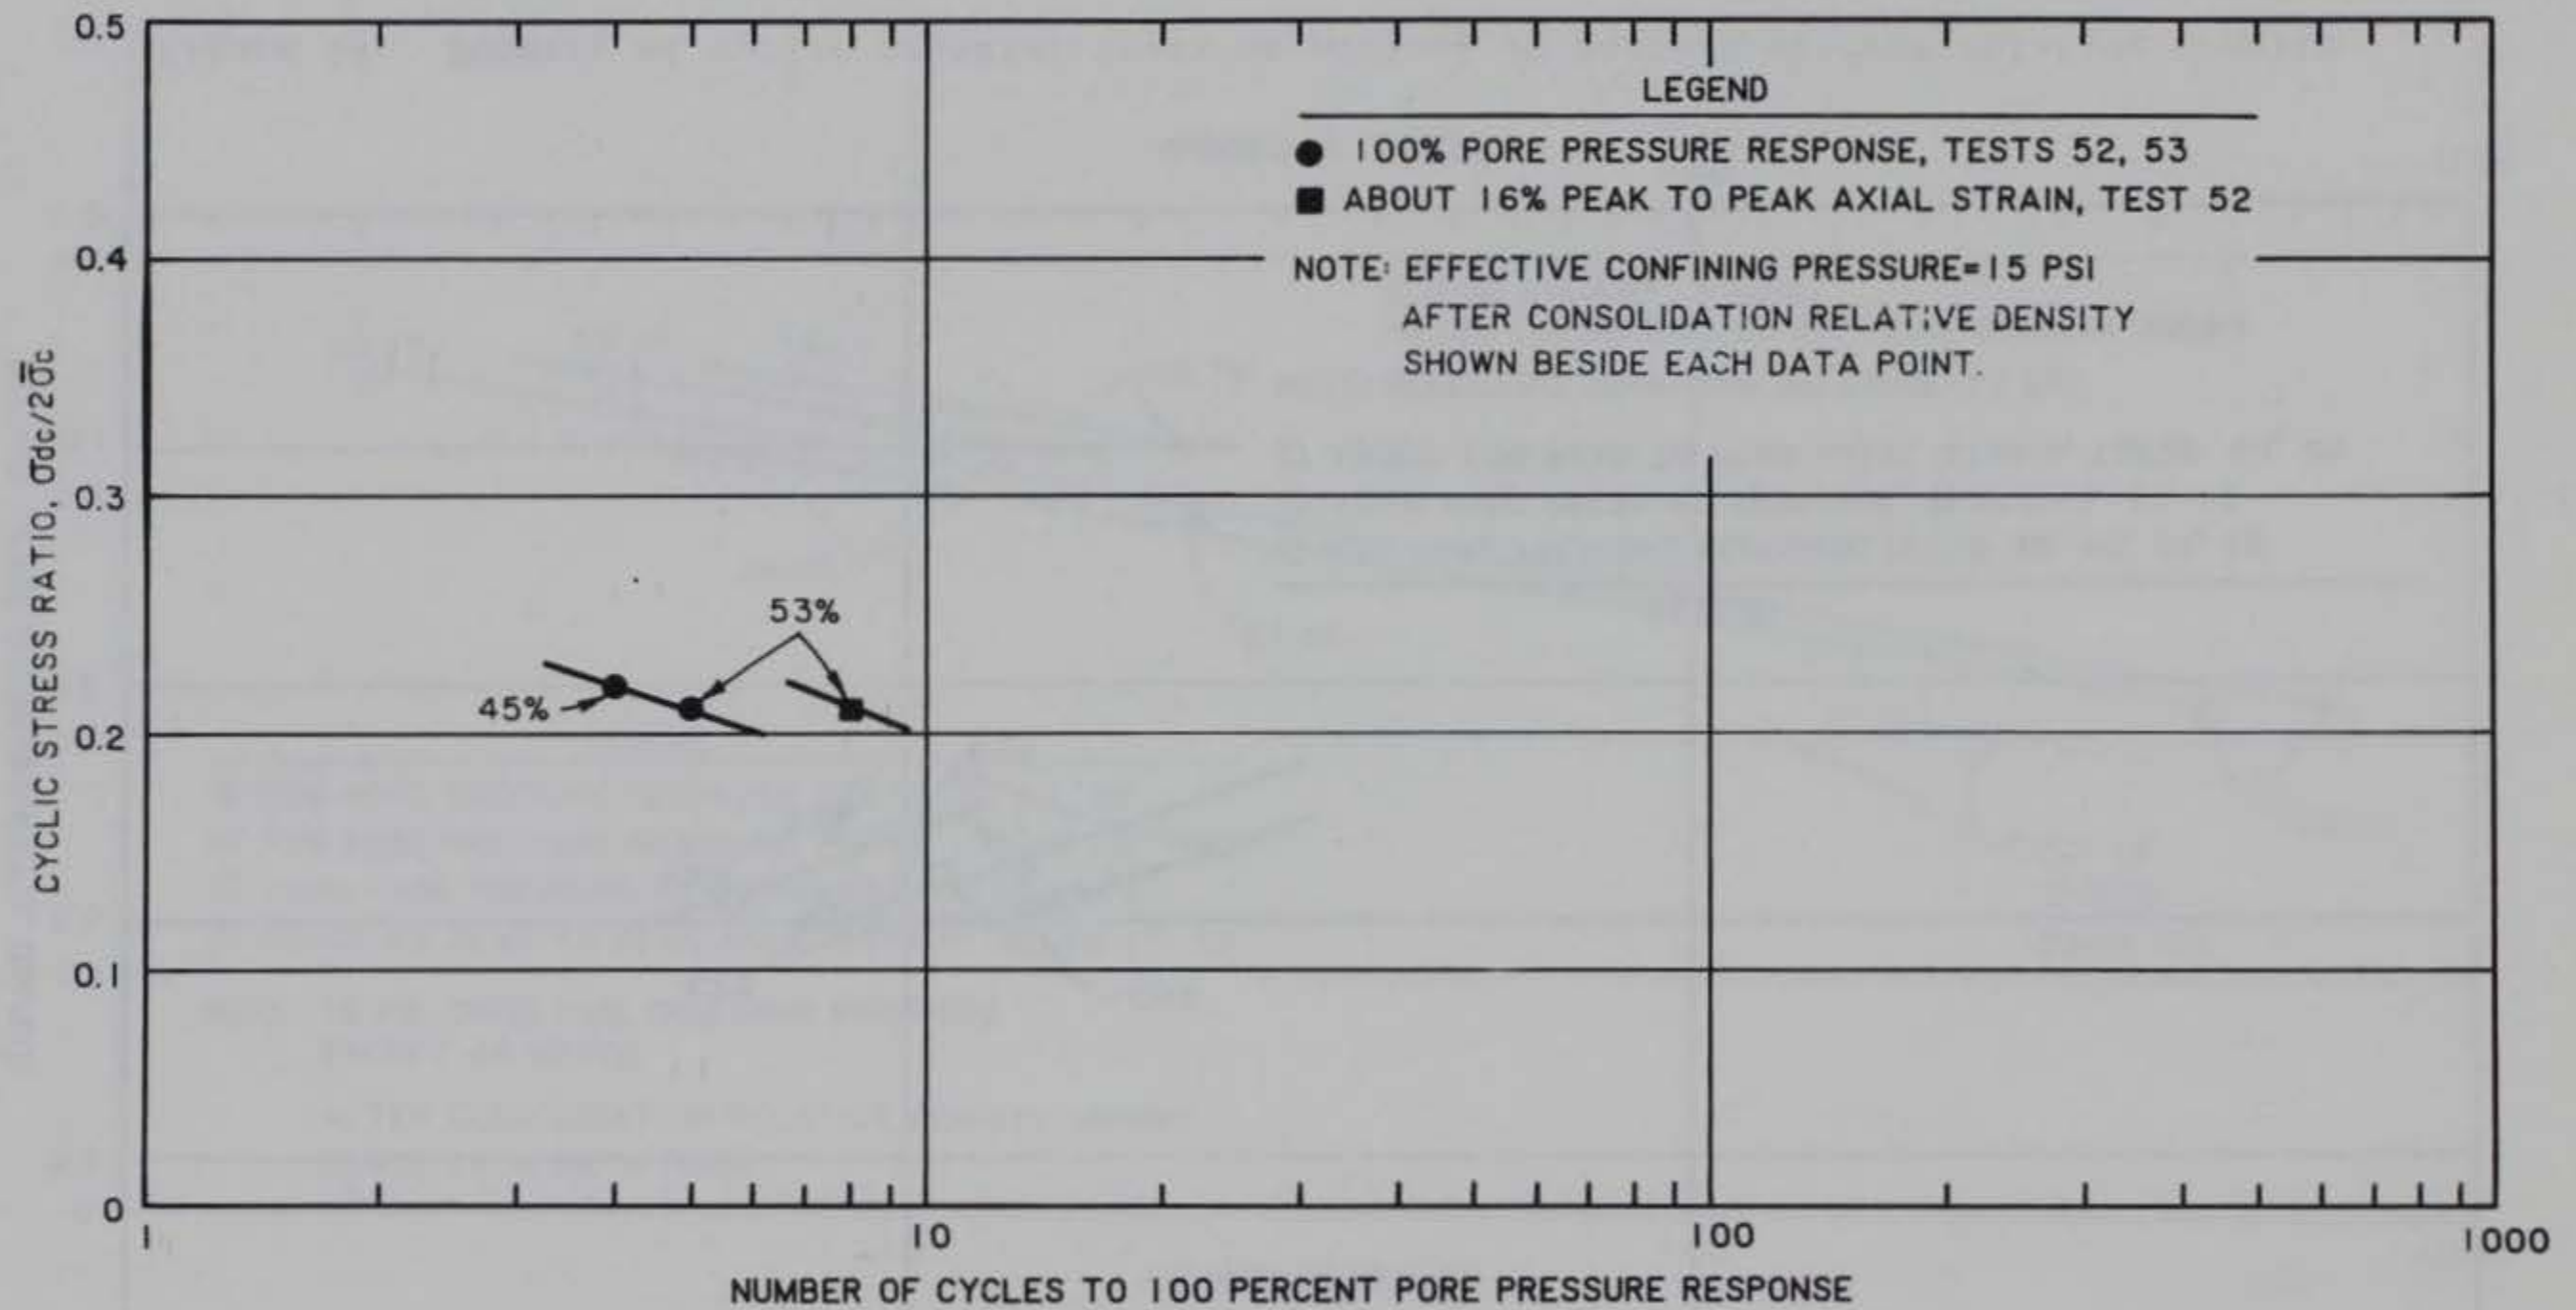 0.5
LEGEND
● 100% PORE PRESSURE RESPONSE, TESTS 52, 53
■ ABOUT 16% PEAK TO PEAK AXIAL STRAIN, TEST 52
0.4
NOTE: EFFECTIVE CONFINING PRESSURE=15 PSI
AFTER CONSOLIDATION RELATIVE DENSITY
SHOWN BESIDE EACH DATA POINT.
CYCLIC STRESS RATIO, σdc/2σ̅c
0.3
53%
45%
0.2
0.1
0
1
10
100
1000
NUMBER OF CYCLES TO 100 PERCENT PORE PRESSURE RESPONSE